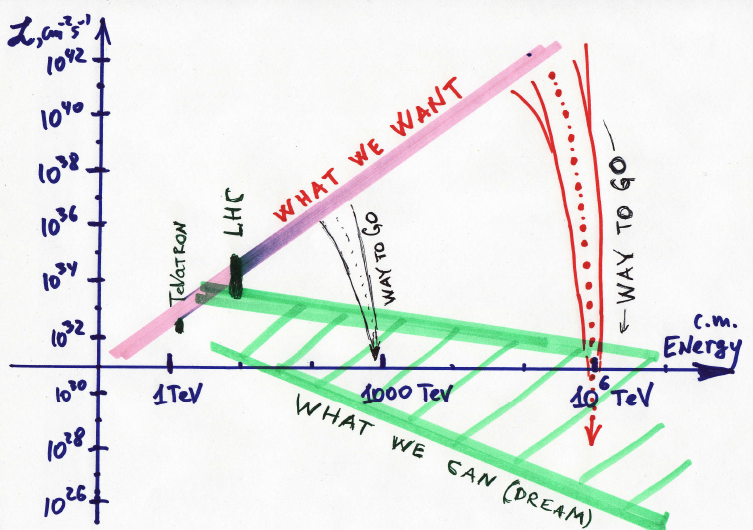 L, cm⁻²s⁻¹
10⁴²
10⁴⁰
10³⁸
10³⁶
10³⁴
10³²
10³⁰
10²⁸
10²⁶
TeVATRON
LHC
WHAT WE WANT
WAY TO GO
← WAY TO GO —
c.m.
ENERgy
1TeV
1000 TeV
10⁶ TeV
WHAT WE CAN (DREAM)